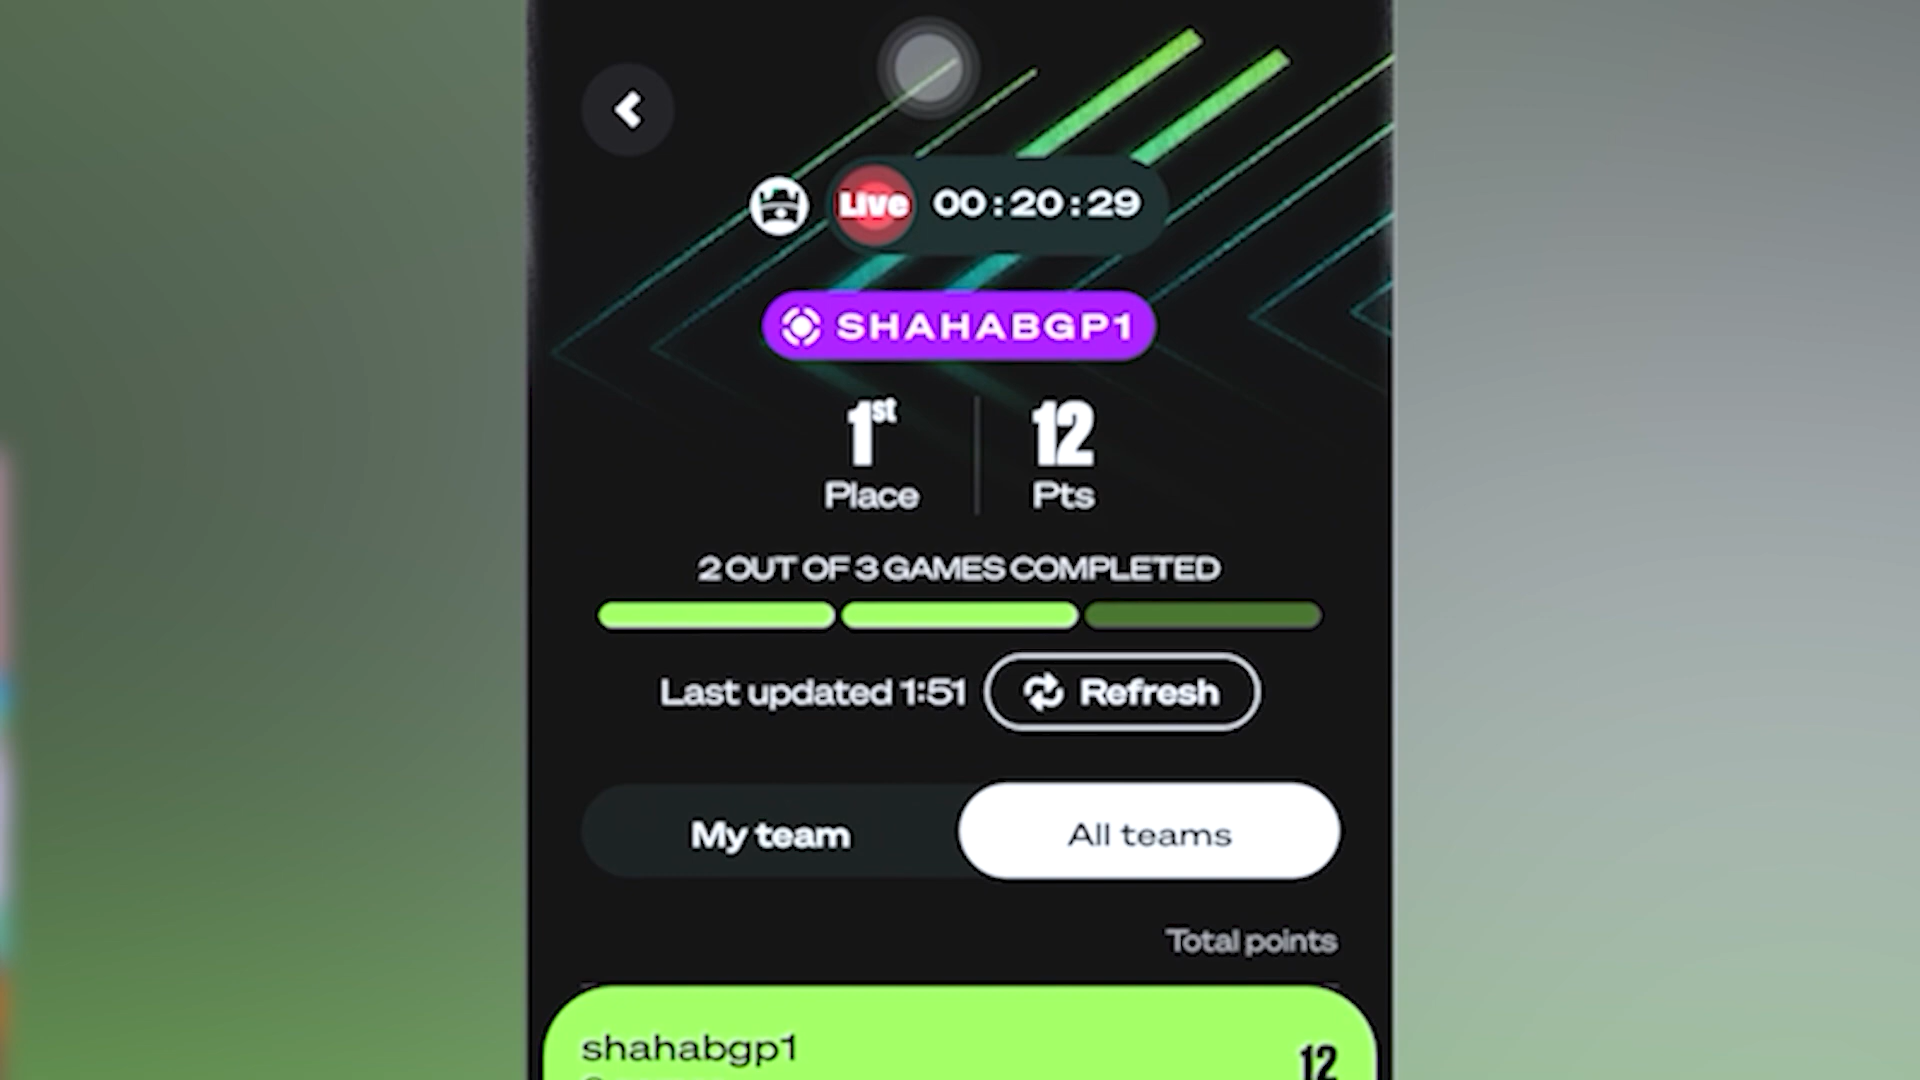 Live 00:20:29
SHAHABGP1
1st 12
Place Pts
2 OUT OF 3 GAMES COMPLETED
Last updated 1:51 Refresh
My team All teams
Total points
shahabgp1 12